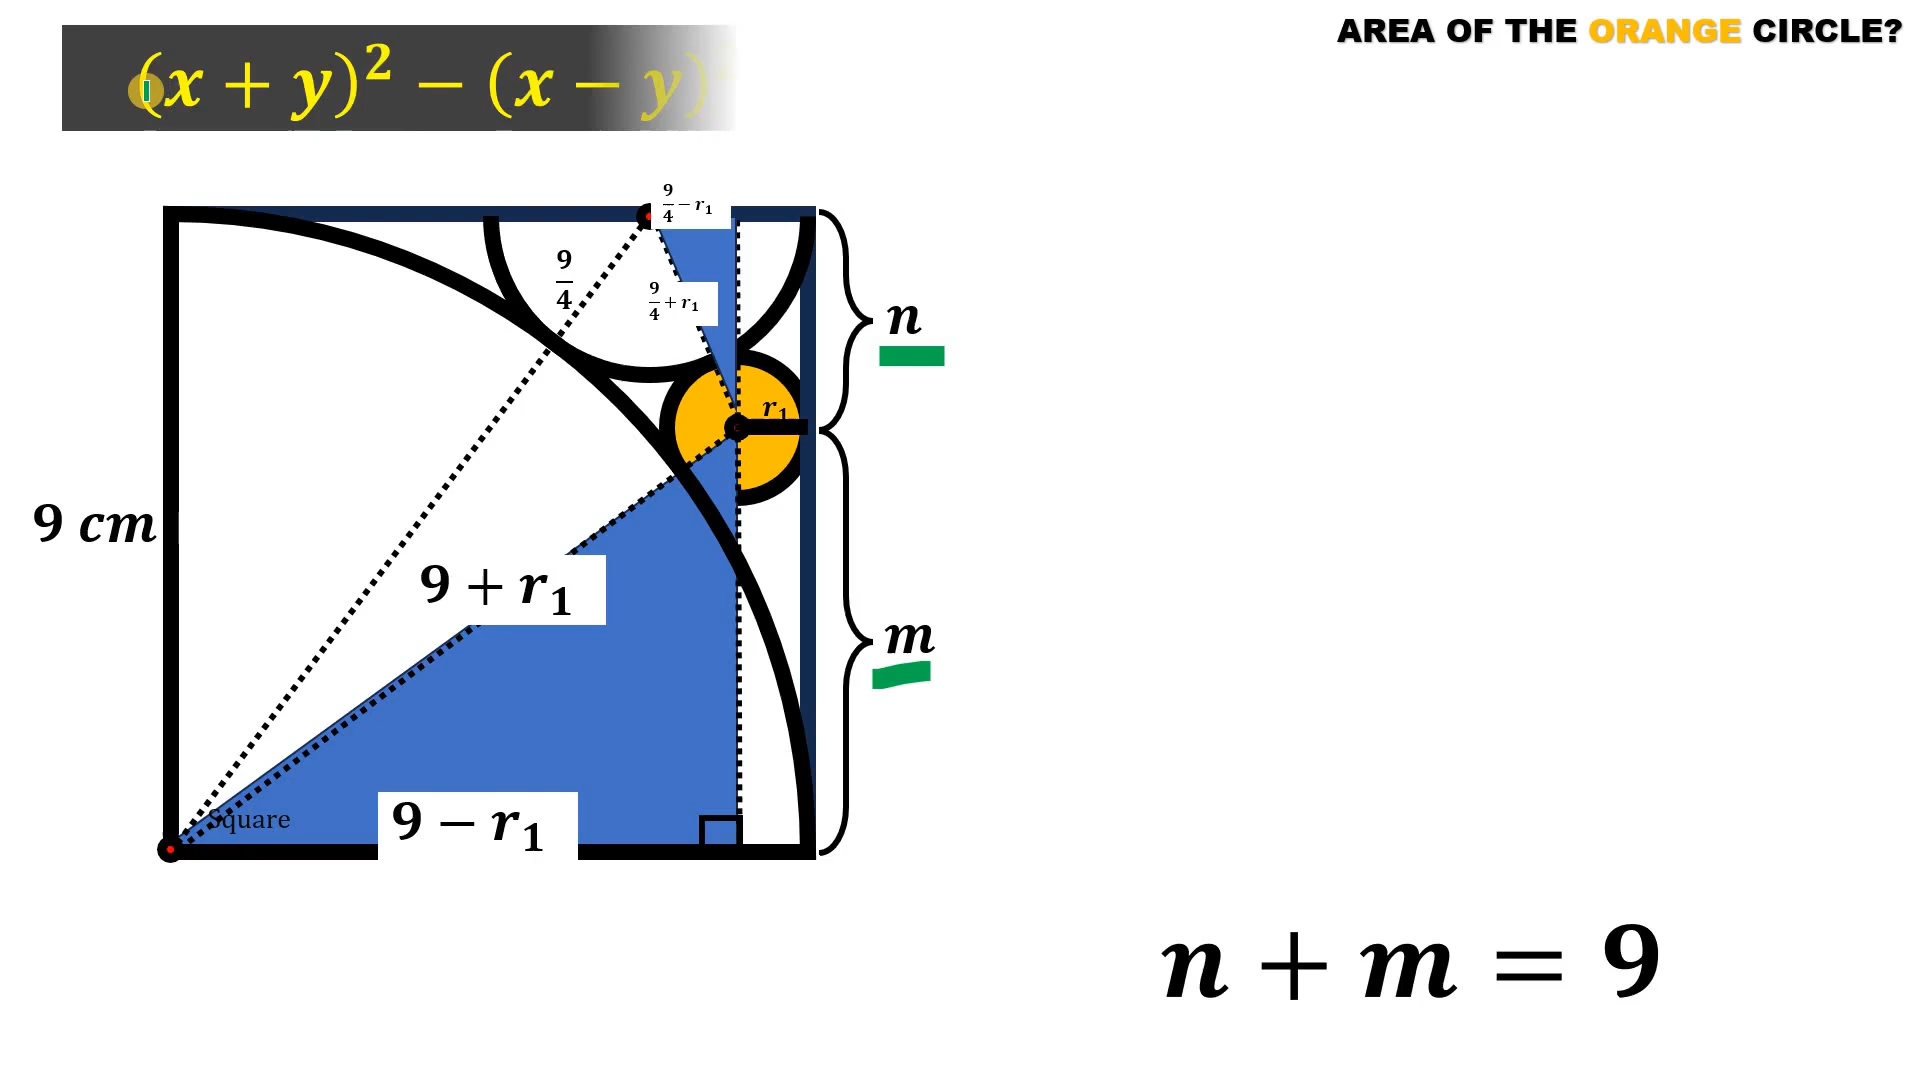 AREA OF THE ORANGE CIRCLE?
(x + y)² − (x − y)²
9/4 − r₁
9/4
9/4 + r₁
n
r₁
9 cm
9 + r₁
m
Square
9 − r₁
n + m = 9